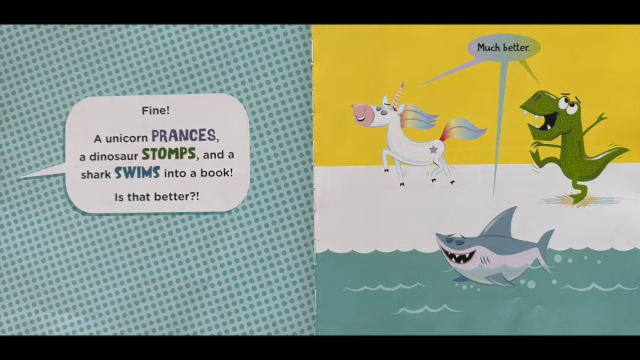 Fine!
A unicorn PRANCES,
a dinosaur STOMPS, and a
shark SWIMS into a book!
Is that better?!
Much better.